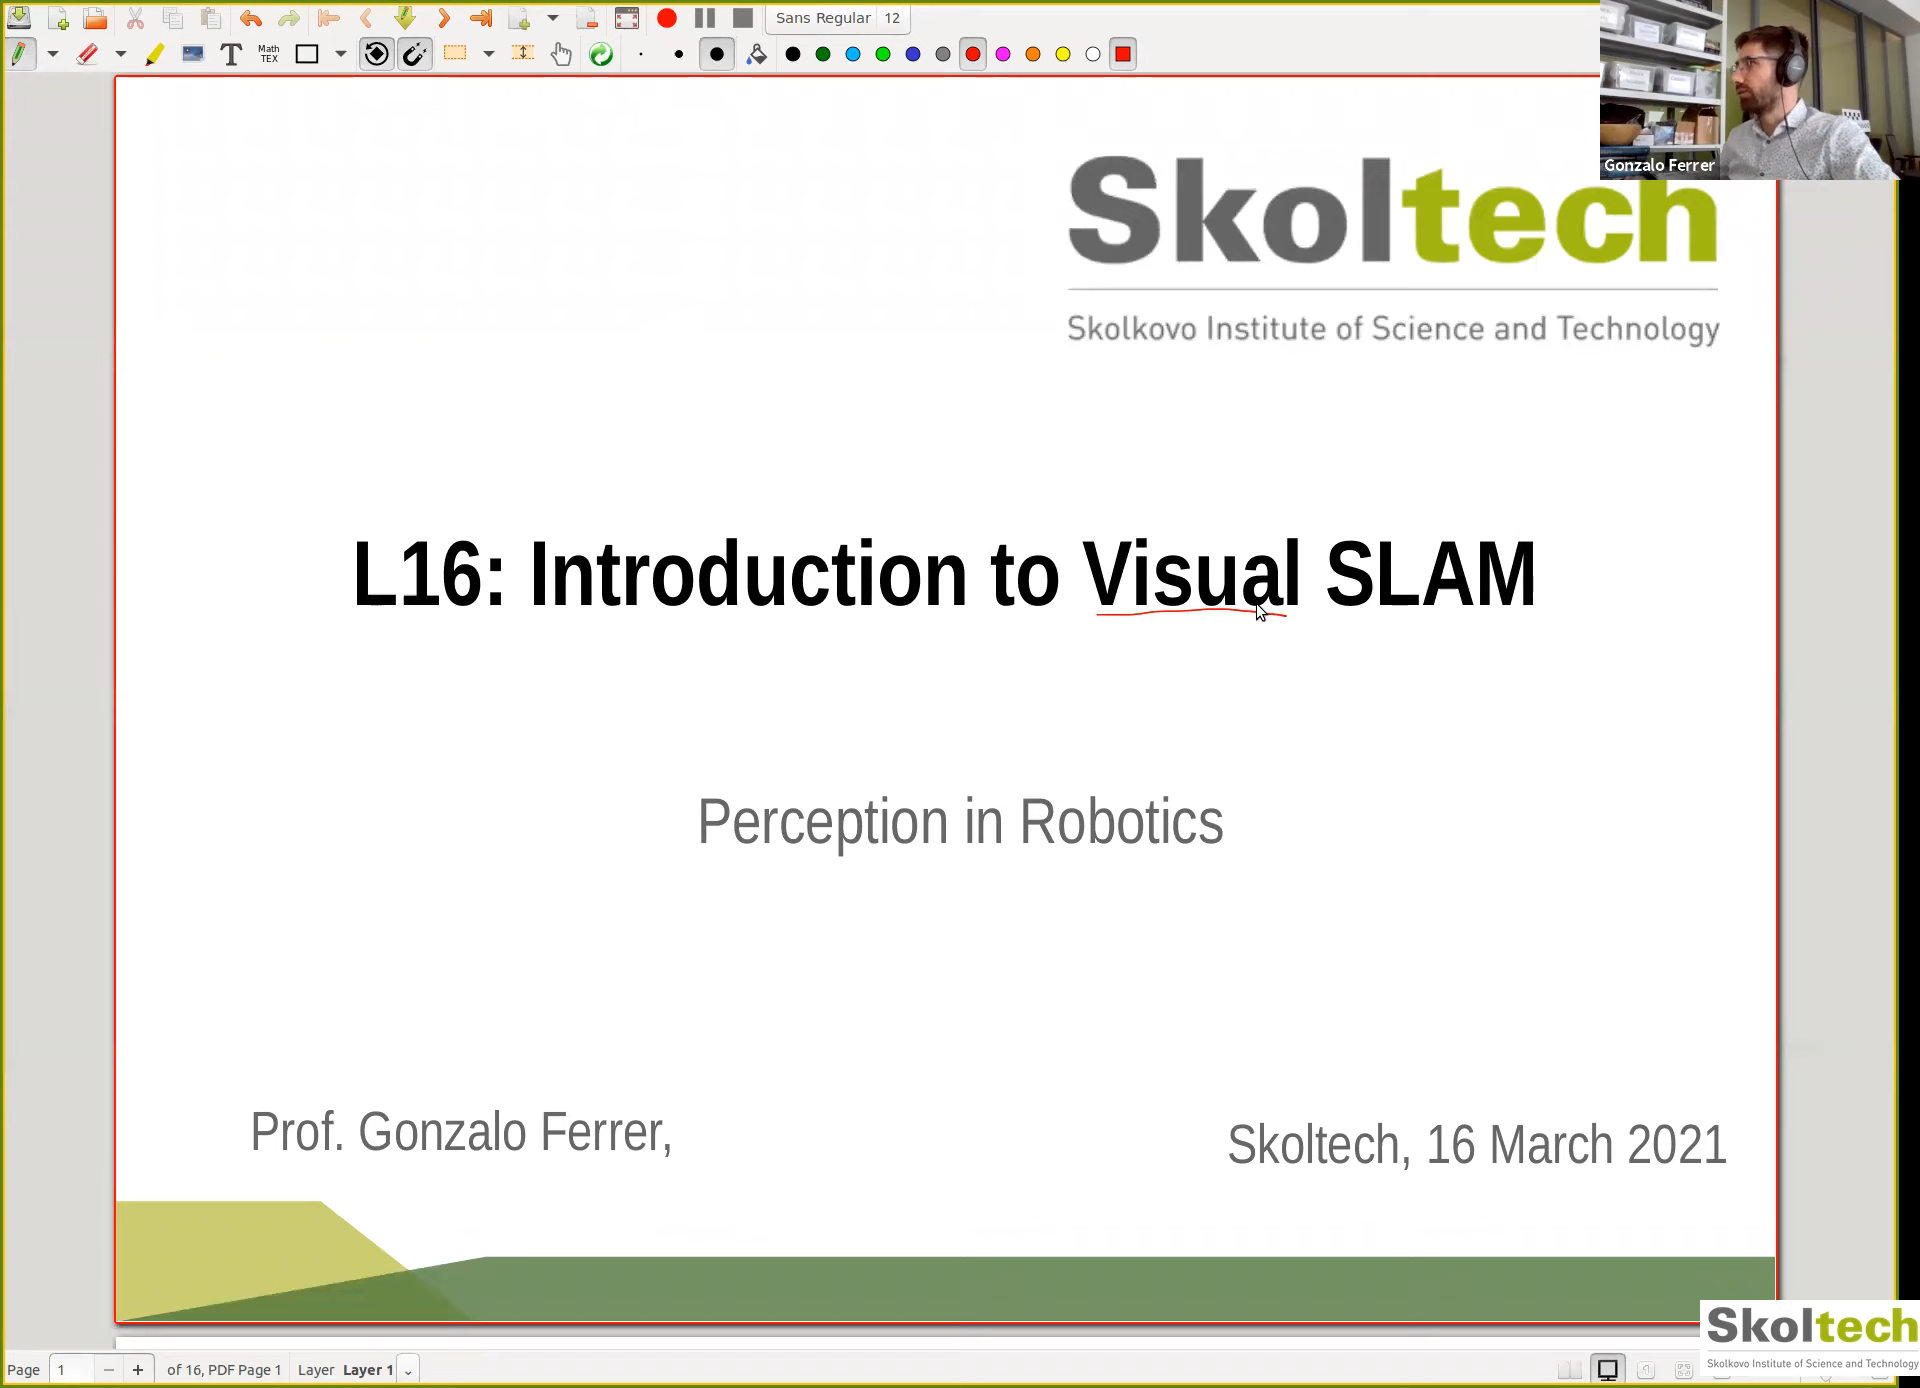 Sans Regular 12
Math
TEX
Gonzalo Ferrer
Skoltech
Skolkovo Institute of Science and Technology
L16: Introduction to Visual SLAM
Perception in Robotics
Prof. Gonzalo Ferrer,
Skoltech, 16 March 2021
Skoltech
Skolkovo Institute of Science and Technology
Page 1 − + of 16, PDF Page 1 Layer Layer 1